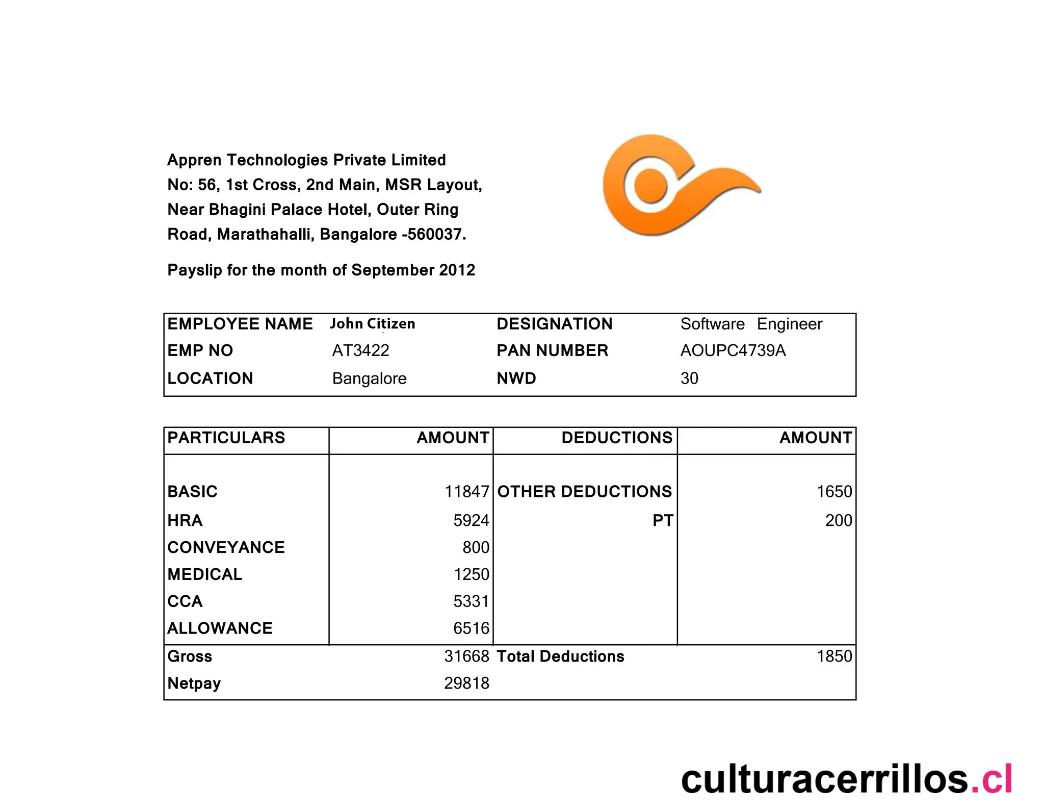 Appren Technologies Private Limited
No: 56, 1st Cross, 2nd Main, MSR Layout,
Near Bhagini Palace Hotel, Outer Ring
Road, Marathahalli, Bangalore -560037.
Payslip for the month of September 2012
EMPLOYEE NAME John Citizen DESIGNATION Software Engineer
EMP NO AT3422 PAN NUMBER AOUPC4739A
LOCATION Bangalore NWD 30
PARTICULARS AMOUNT DEDUCTIONS AMOUNT
BASIC 11847 OTHER DEDUCTIONS 1650
HRA 5924 PT 200
CONVEYANCE 800
MEDICAL 1250
CCA 5331
ALLOWANCE 6516
Gross 31668 Total Deductions 1850
Netpay 29818
culturacerrillos.cl